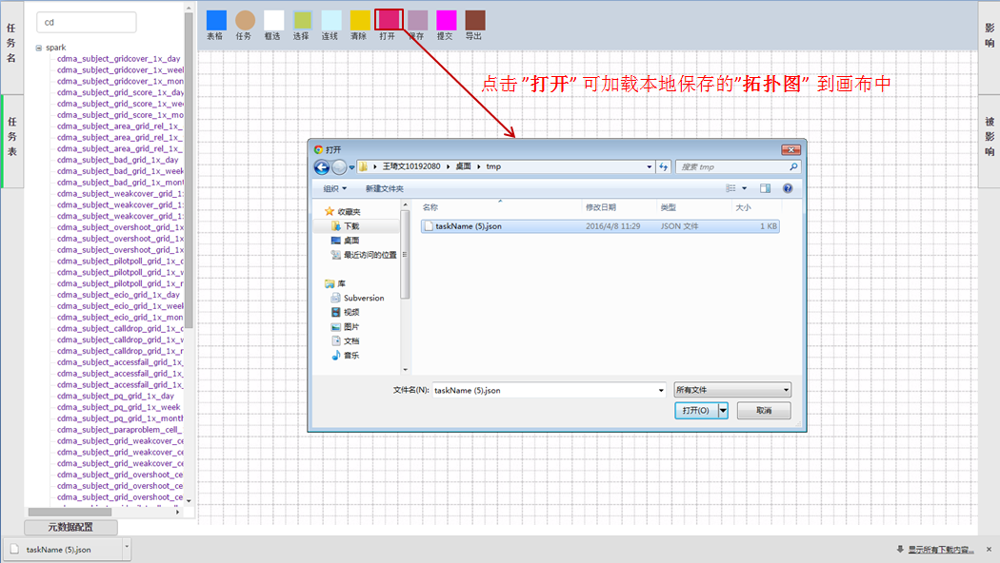 任务名
任务表
cd
spark
cdma_subject_gridcover_1x_day
cdma_subject_gridcover_1x_weel
cdma_subject_gridcover_1x_mon
cdma_subject_grid_score_1x_day
cdma_subject_grid_score_1x_we
cdma_subject_grid_score_1x_mo
cdma_subject_area_grid_rel_1x_
cdma_subject_area_grid_rel_1x_
cdma_subject_area_grid_rel_1x_
cdma_subject_bad_grid_1x_day
cdma_subject_bad_grid_1x_week
cdma_subject_bad_grid_1x_mont
cdma_subject_weakcover_grid_1:
cdma_subject_weakcover_grid_1:
cdma_subject_weakcover_grid_1:
cdma_subject_overshoot_grid_1x
cdma_subject_overshoot_grid_1x
cdma_subject_overshoot_grid_1x
cdma_subject_pilotpoll_grid_1x_c
cdma_subject_pilotpoll_grid_1x_w
cdma_subject_pilotpoll_grid_1x_r
cdma_subject_ecio_grid_1x_day
cdma_subject_ecio_grid_1x_week
cdma_subject_ecio_grid_1x_mon
cdma_subject_calldrop_grid_1x_c
cdma_subject_calldrop_grid_1x_w
cdma_subject_calldrop_grid_1x_r
cdma_subject_accessfail_grid_1x_
cdma_subject_accessfail_grid_1x_
cdma_subject_accessfail_grid_1x_
cdma_subject_pq_grid_1x_day
cdma_subject_pq_grid_1x_week
cdma_subject_pq_grid_1x_month
cdma_subject_paraproblem_cell_
cdma_subject_grid_weakcover_ce
cdma_subject_grid_weakcover_ce
cdma_subject_grid_weakcover_ce
cdma_subject_grid_overshoot_ce
cdma_subject_grid_overshoot_ce
cdma_subject_grid_overshoot_ce
元数据配置
表格 任务 框选 选择 连线 清除 打开 保存 提交 导出
点击"打开" 可加载本地保存的"拓扑图" 到画布中
打开
王琦文10192080 桌面 tmp
搜索 tmp
组织 新建文件夹
收藏夹
下载
桌面
最近访问的位置
库
Subversion
视频
图片
文档
音乐
名称 修改日期 类型 大小
taskName (5).json 2016/4/8 11:29 JSON 文件 1 KB
文件名(N): taskName (5).json 所有文件
打开(O) 取消
影响
被影响
taskName (5).json
显示所有下载内容...